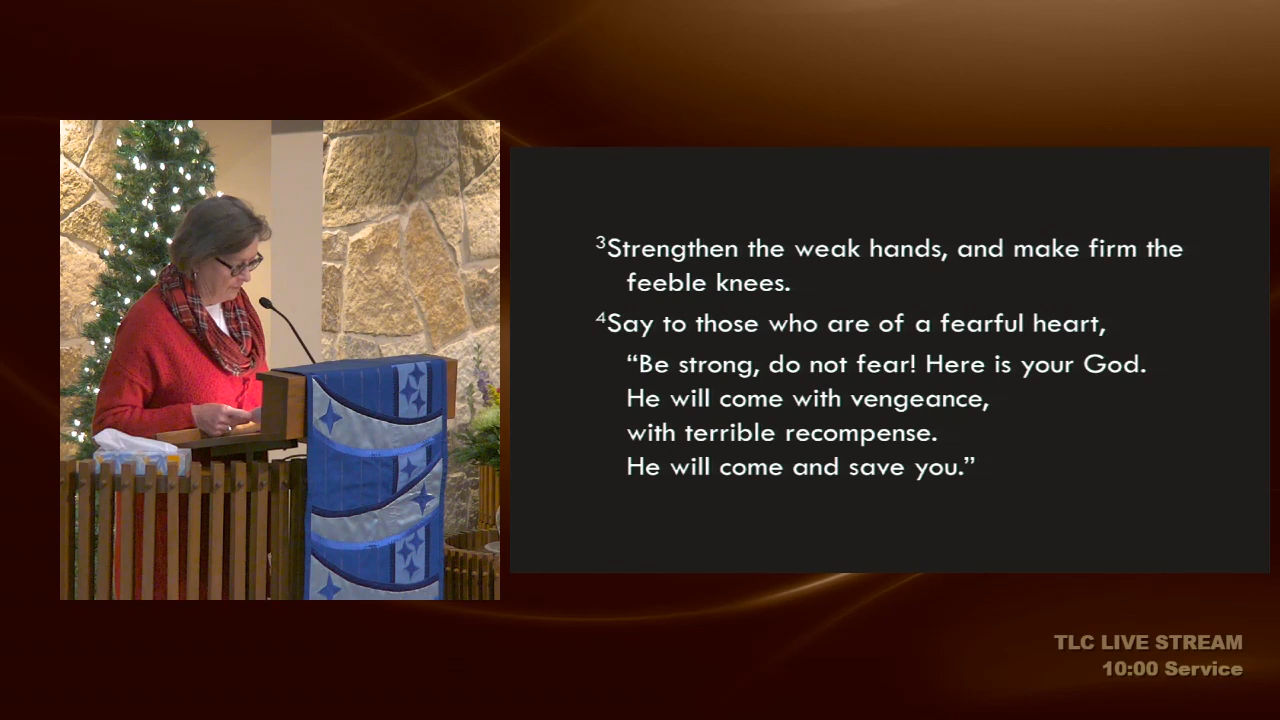 ³Strengthen the weak hands, and make firm the
feeble knees.
⁴Say to those who are of a fearful heart,
“Be strong, do not fear! Here is your God.
He will come with vengeance,
with terrible recompense.
He will come and save you.”
TLC LIVE STREAM
10:00 Service